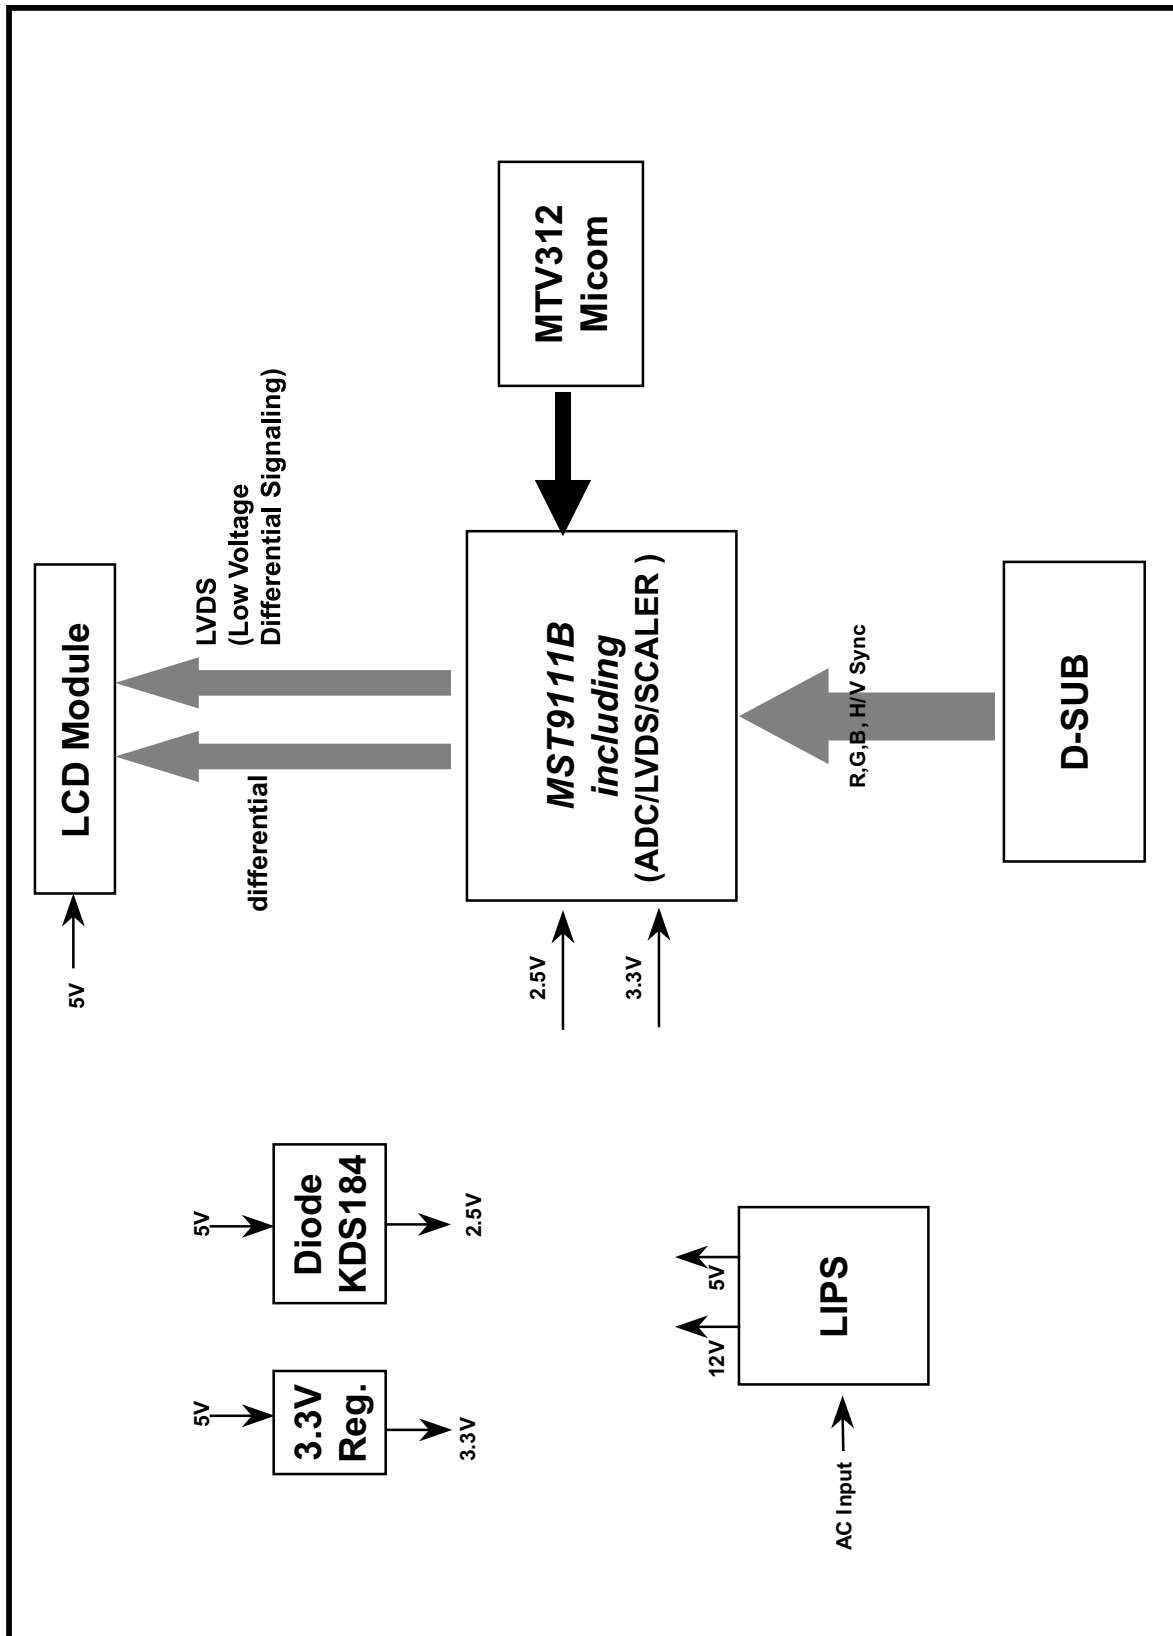 AC Input
12V
5V
LIPS
5V
3.3V
Reg.
3.3V
5V
Diode
KDS184
2.5V
5V
LCD Module
differential
LVDS
(Low Voltage
Differential Signaling)
2.5V
3.3V
MST9111B
including
(ADC/LVDS/SCALER )
MTV312
Micom
R,G,B, H/V Sync
D-SUB